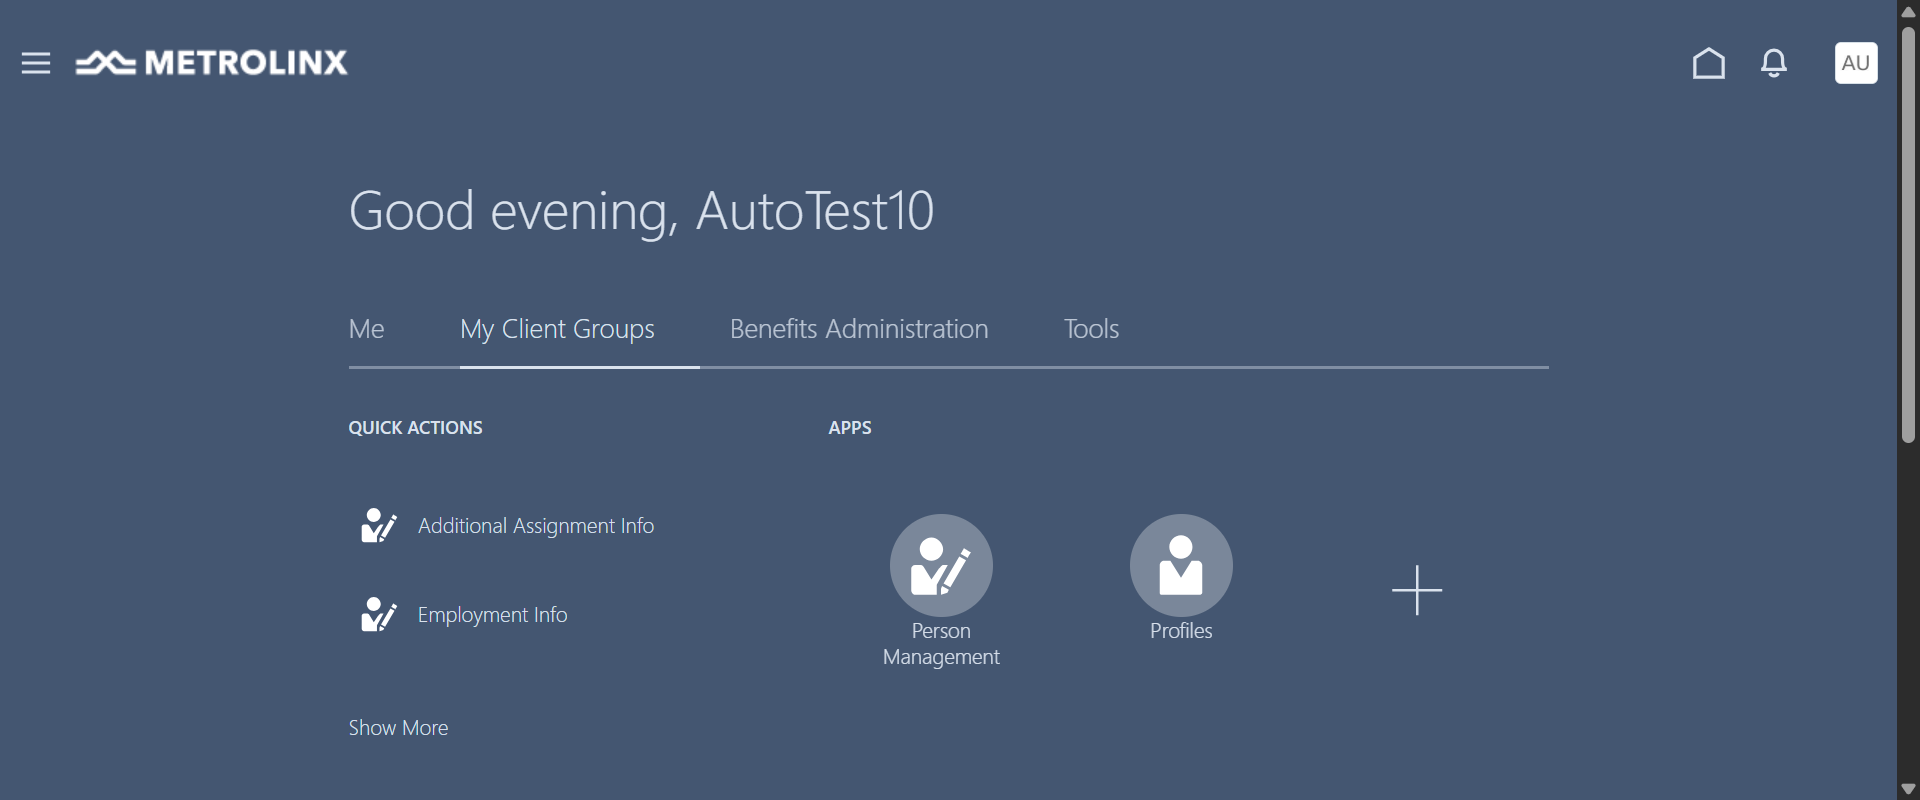 METROLINX
AU
Good evening, AutoTest10
Me
My Client Groups
Benefits Administration
Tools
QUICK ACTIONS
Additional Assignment Info
Employment Info
Show More
APPS
Person
Management
Profiles